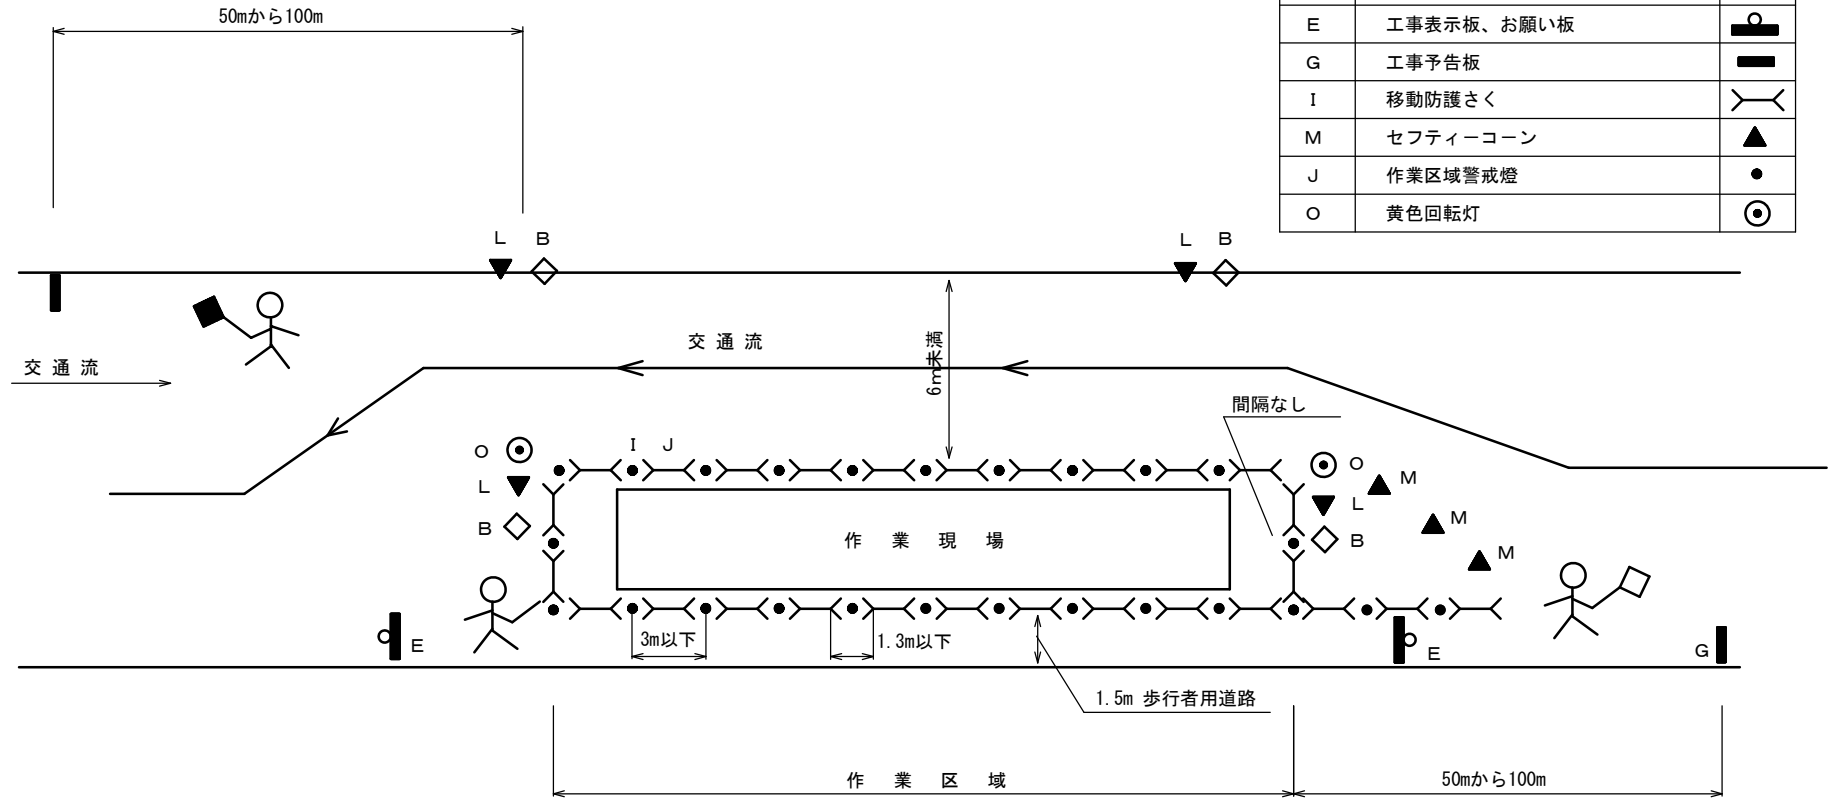 50mから100m
E 工事表示板、お願い板
G 工事予告板
I 移動防護さく
M セフティーコーン
J 作業区域警戒燈
O 黄色回転灯
L B
L B
交 通 流
交 通 流
6m未満
間隔なし
O
I J
O
M
L
L
M
B
作 業 現 場
B
M
3m以下
1.3m以下
E
E
G
1.5m 歩行者用道路
作 業 区 域
50mから100m